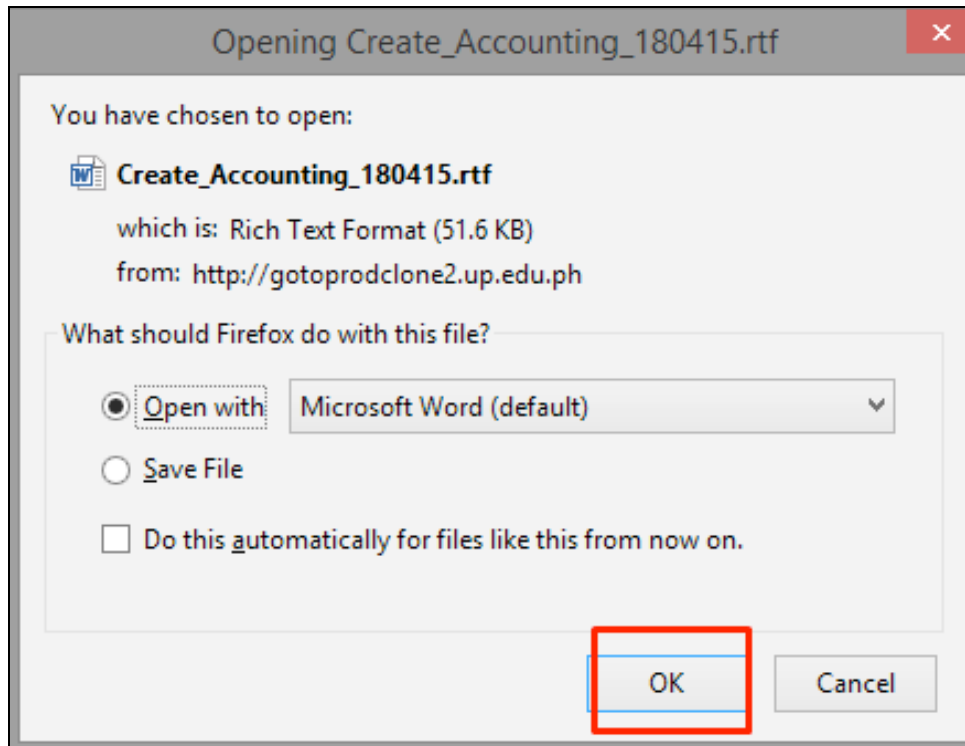 Opening Create_Accounting_180415.rtf
You have chosen to open:
Create_Accounting_180415.rtf
which is: Rich Text Format (51.6 KB)
from: http://gotoprodclone2.up.edu.ph
What should Firefox do with this file?
Open with Microsoft Word (default)
Save File
Do this automatically for files like this from now on.
OK Cancel